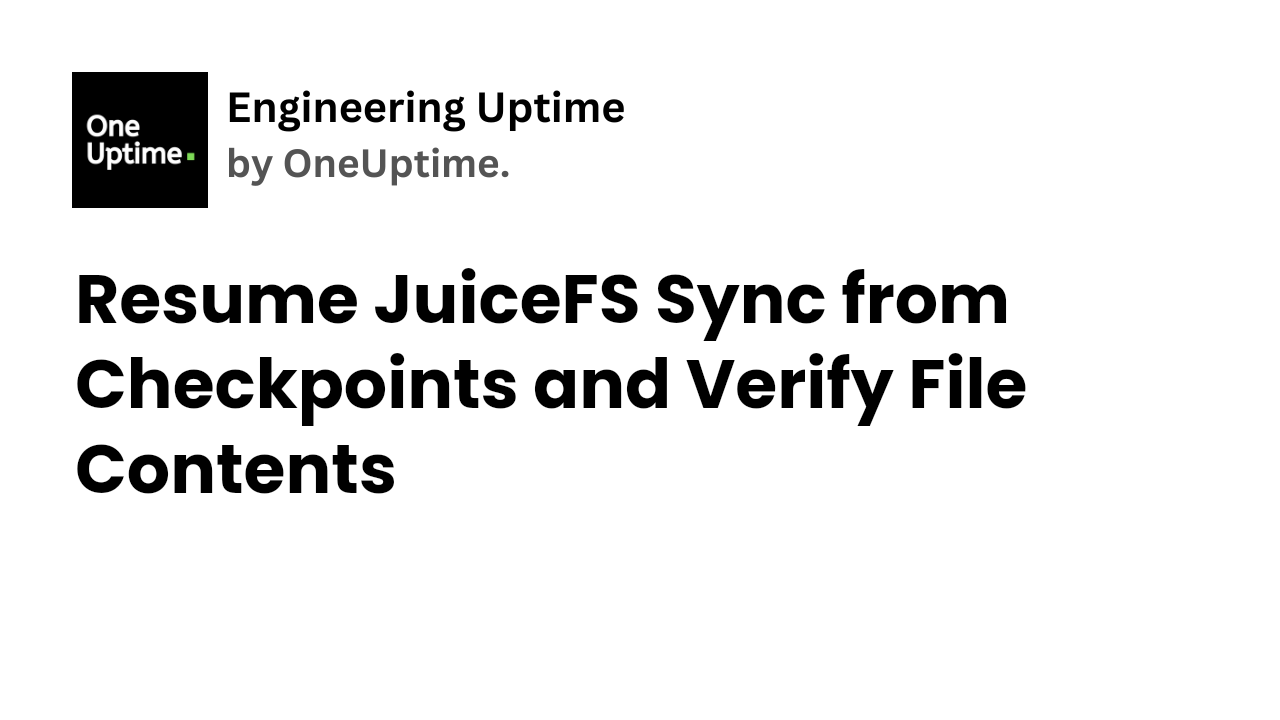 One
Uptime.
Engineering Uptime
by OneUptime.
Resume JuiceFS Sync from
Checkpoints and Verify File
Contents